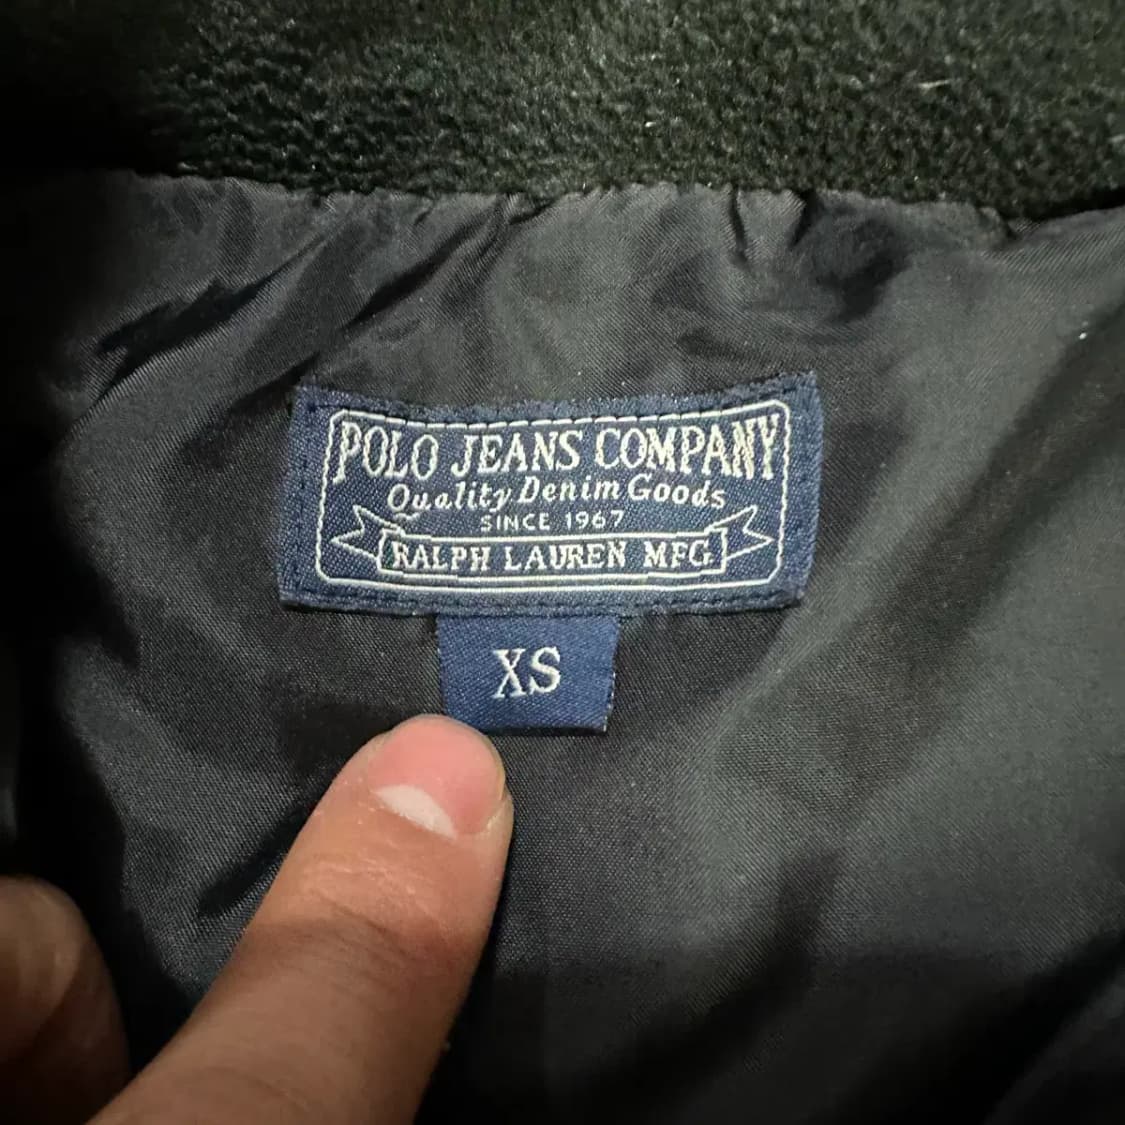 POLO JEANS COMPANY
Quality Denim Goods
SINCE 1967
RALPH LAUREN MFG.
XS